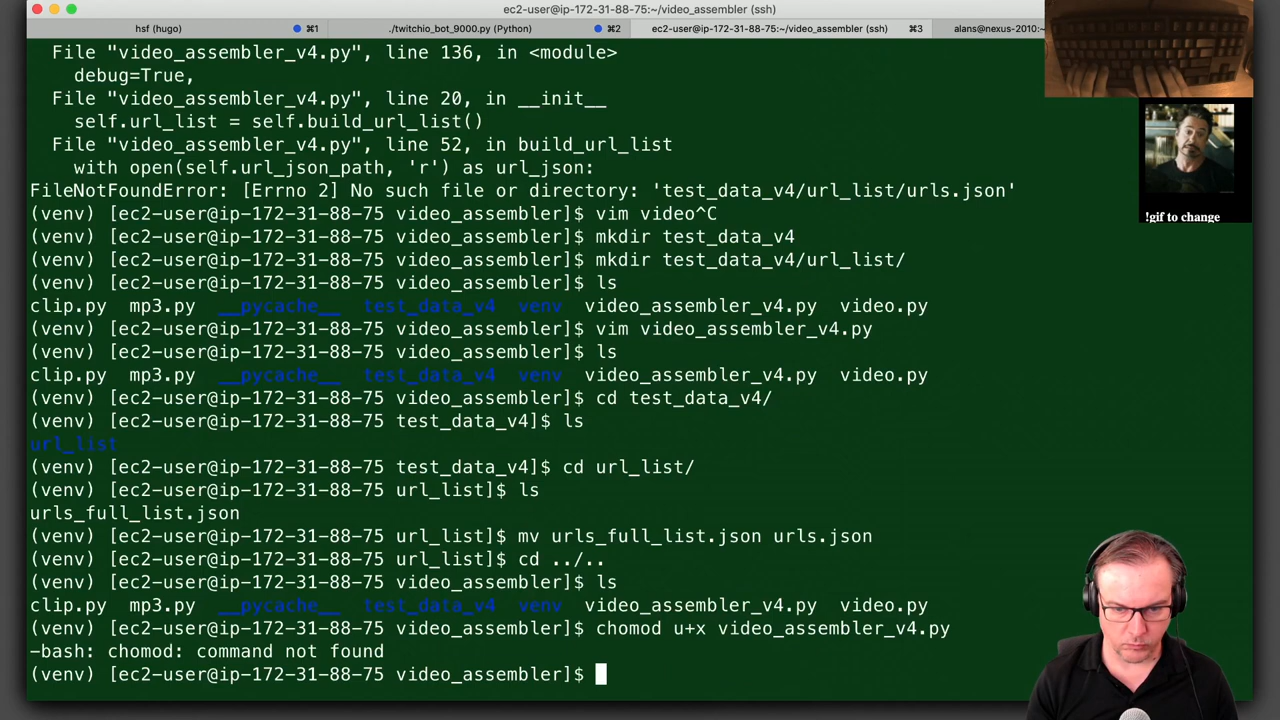 ec2-user@ip-172-31-88-75:~/video_assembler (ssh)
hsf (hugo) ⌘1 ./twitchio_bot_9000.py (Python) ⌘2 ec2-user@ip-172-31-88-75:~/video_assembler (ssh) ⌘3 alans@nexus-2010:~
File "video_assembler_v4.py", line 136, in <module>
debug=True,
File "video_assembler_v4.py", line 20, in __init__
self.url_list = self.build_url_list()
File "video_assembler_v4.py", line 52, in build_url_list
with open(self.url_json_path, 'r') as url_json:
FileNotFoundError: [Errno 2] No such file or directory: 'test_data_v4/url_list/urls.json'
(venv) [ec2-user@ip-172-31-88-75 video_assembler]$ vim video^C
(venv) [ec2-user@ip-172-31-88-75 video_assembler]$ mkdir test_data_v4
(venv) [ec2-user@ip-172-31-88-75 video_assembler]$ mkdir test_data_v4/url_list/
(venv) [ec2-user@ip-172-31-88-75 video_assembler]$ ls
clip.py mp3.py __pycache__ test_data_v4 venv video_assembler_v4.py video.py
(venv) [ec2-user@ip-172-31-88-75 video_assembler]$ vim video_assembler_v4.py
(venv) [ec2-user@ip-172-31-88-75 video_assembler]$ ls
clip.py mp3.py __pycache__ test_data_v4 venv video_assembler_v4.py video.py
(venv) [ec2-user@ip-172-31-88-75 video_assembler]$ cd test_data_v4/
(venv) [ec2-user@ip-172-31-88-75 test_data_v4]$ ls
url_list
(venv) [ec2-user@ip-172-31-88-75 test_data_v4]$ cd url_list/
(venv) [ec2-user@ip-172-31-88-75 url_list]$ ls
urls_full_list.json
(venv) [ec2-user@ip-172-31-88-75 url_list]$ mv urls_full_list.json urls.json
(venv) [ec2-user@ip-172-31-88-75 url_list]$ cd ../..
(venv) [ec2-user@ip-172-31-88-75 video_assembler]$ ls
clip.py mp3.py __pycache__ test_data_v4 venv video_assembler_v4.py video.py
(venv) [ec2-user@ip-172-31-88-75 video_assembler]$ chomod u+x video_assembler_v4.py
-bash: chomod: command not found
(venv) [ec2-user@ip-172-31-88-75 video_assembler]$
!gif to change